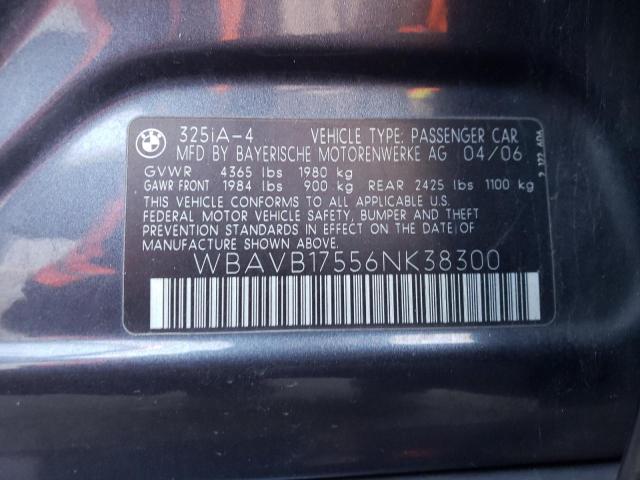 BMW
325iA-4 VEHICLE TYPE: PASSENGER CAR
MFD BY BAYERISCHE MOTORENWERKE AG 04/06
GVWR 4365 lbs 1980 kg
GAWR FRONT 1984 lbs 900 kg REAR 2425 lbs 1100 kg
THIS VEHICLE CONFORMS TO ALL APPLICABLE U.S.
FEDERAL MOTOR VEHICLE SAFETY, BUMPER AND THEFT
PREVENTION STANDARDS IN EFFECT ON THE DATE OF
MANUFACTURE SHOWN ABOVE.
WBAVB17556NK38300